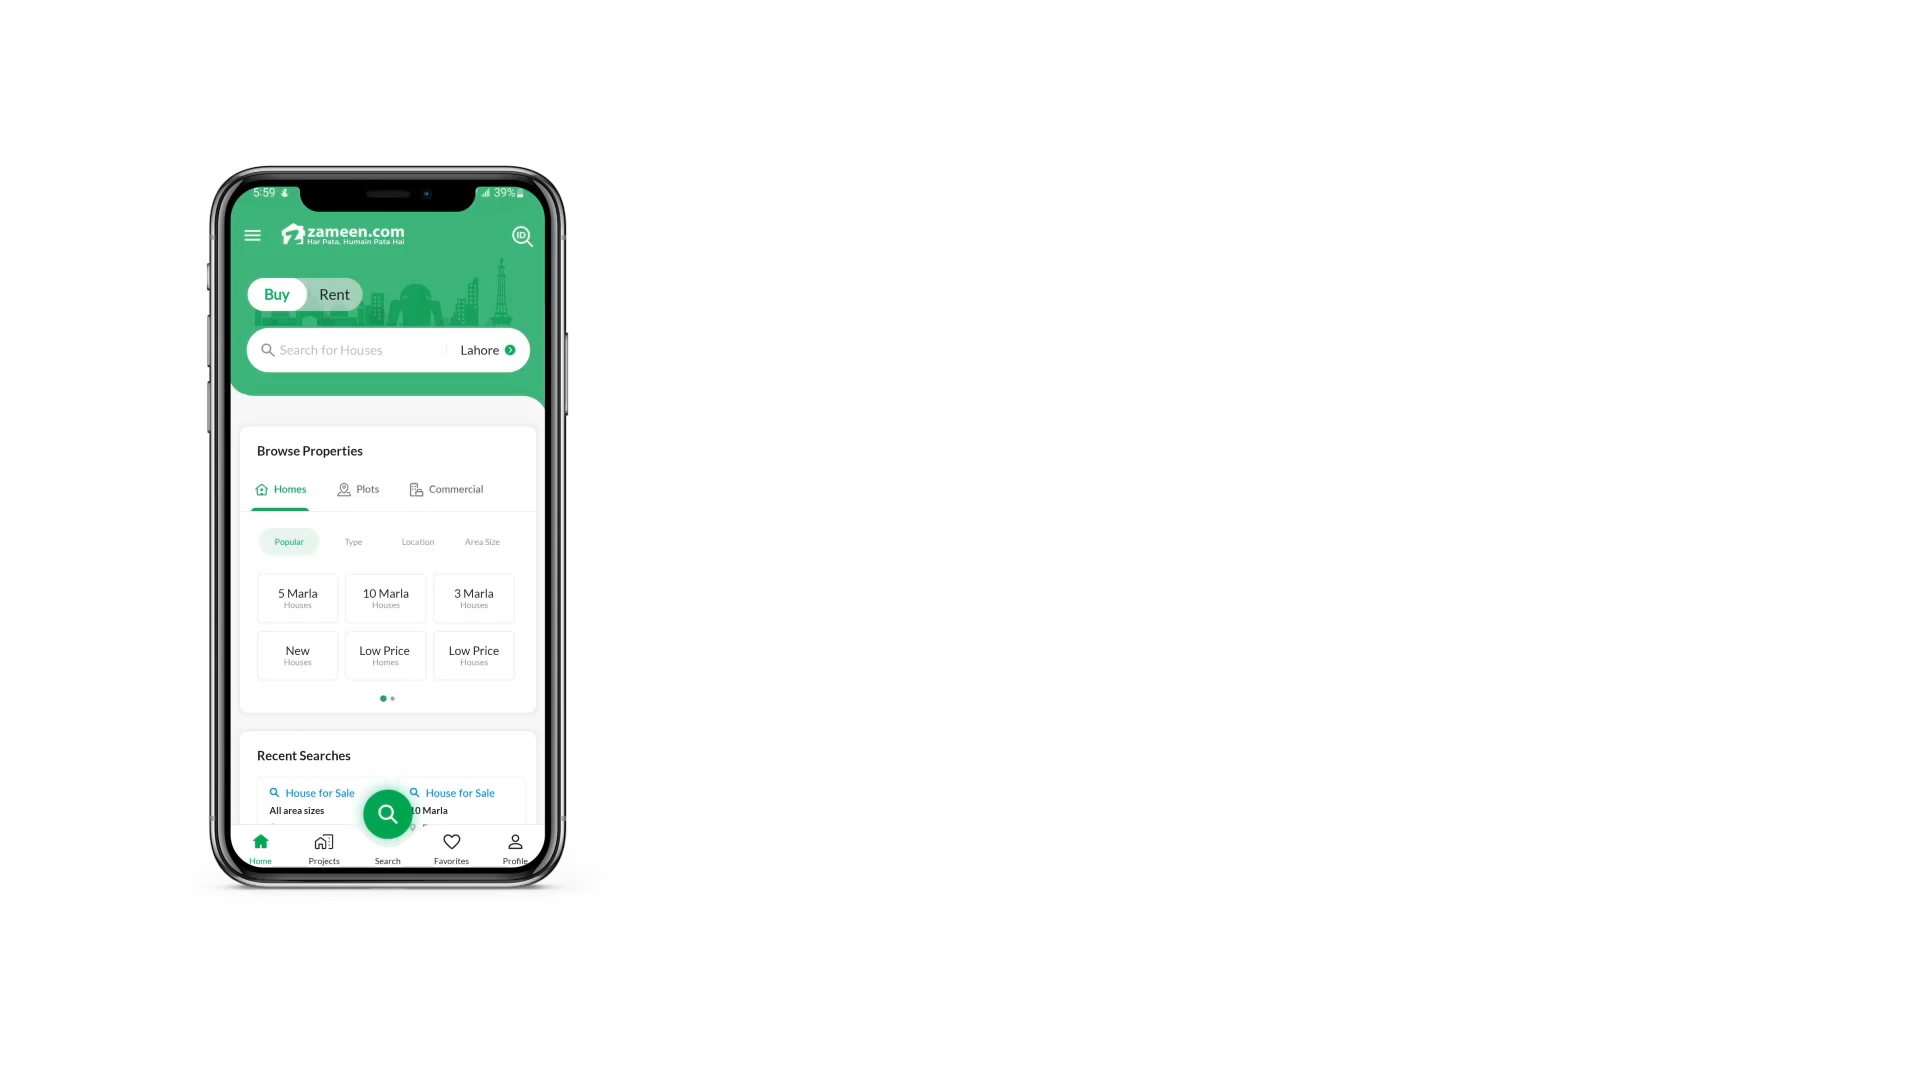 5:59
39%
zameen.com
Har Pata, Humain Pata Hai
ID
Buy Rent
Search for Houses Lahore
Browse Properties
Homes Plots Commercial
Popular Type Location Area Size
5 Marla 10 Marla 3 Marla
Houses Houses Houses
New Low Price Low Price
Houses Homes Houses
Recent Searches
House for Sale House for Sale
All area sizes 10 Marla
Home Projects Search Favorites Profile